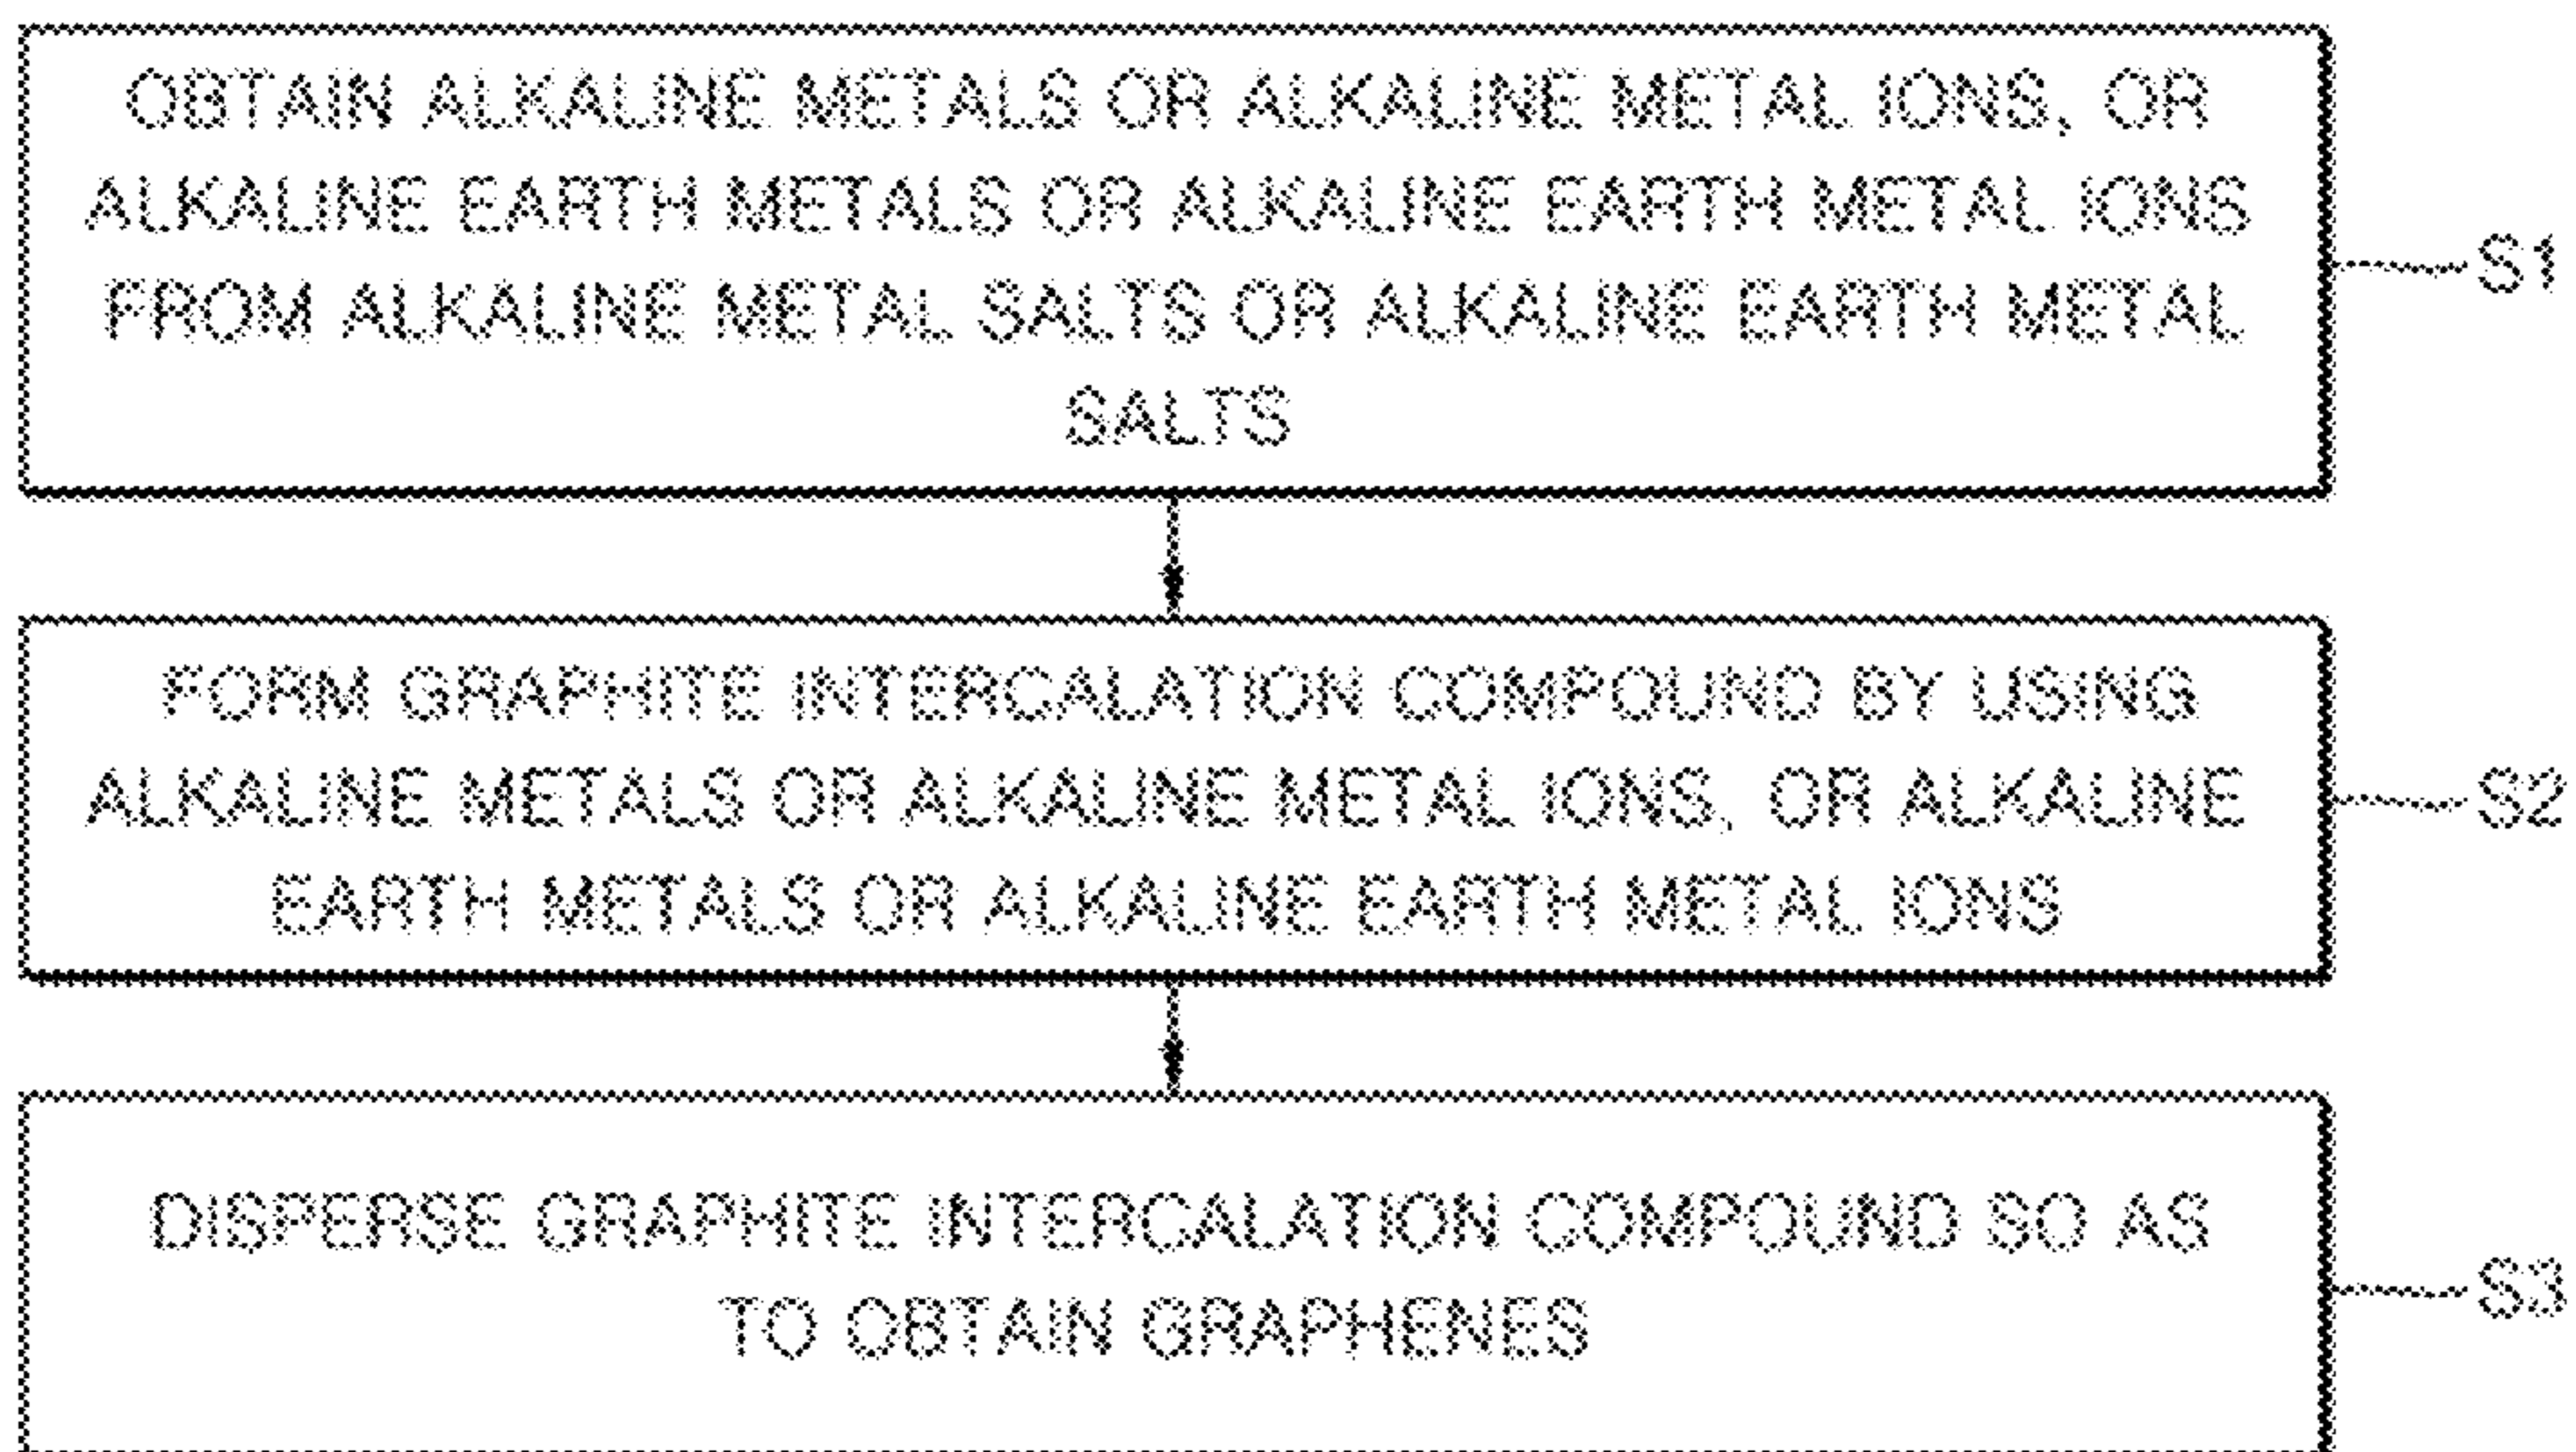 OBTAIN ALKALINE METALS OR ALKALINE METAL IONS, OR
ALKALINE EARTH METALS OR ALKALINE EARTH METAL IONS
FROM ALKALINE METAL SALTS OR ALKALINE EARTH METAL
SALTS
S1
FORM GRAPHITE INTERCALATION COMPOUND BY USING
ALKALINE METALS OR ALKALINE METAL IONS, OR ALKALINE
EARTH METALS OR ALKALINE EARTH METAL IONS
S2
DISPERSE GRAPHITE INTERCALATION COMPOUND SO AS
TO OBTAIN GRAPHENES
S3